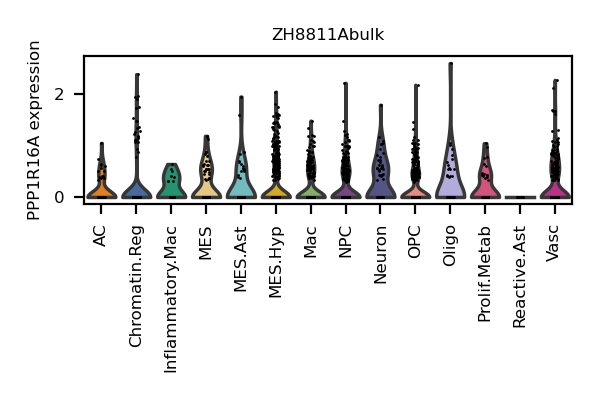 ZH8811Abulk
PPP1R16A expression
2
0
AC
Chromatin.Reg
Inflammatory.Mac
MES
MES.Ast
MES.Hyp
Mac
NPC
Neuron
OPC
Oligo
Prolif.Metab
Reactive.Ast
Vasc